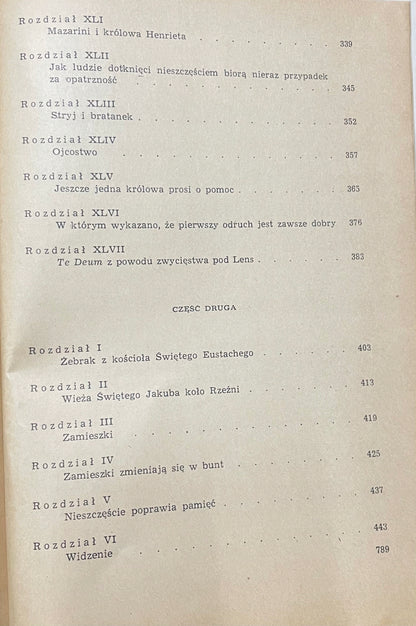 Rozdział XLI
Mazarini i królowa Henrieta . . . . . . . . 339
Rozdział XLII
Jak ludzie dotknięci nieszczęściem biorą nieraz przypadek
za opatrzność . . . . . . . . . . . 345
Rozdział XLIII
Stryj i bratanek . . . . . . . . . . . 352
Rozdział XLIV
Ojcostwo . . . . . . . . . . . 357
Rozdział XLV
Jeszcze jedna królowa prosi o pomoc . . . . . . 365
Rozdział XLVI
W którym wykazano, że pierwszy odruch jest zawsze dobry 376
Rozdział XLVII
Te Deum z powodu zwycięstwa pod Lens . . . . . . 383
CZĘŚĆ DRUGA
Rozdział I
Żebrak z kościoła Świętego Eustachego . . . . . 403
Rozdział II
Wieża Świętego Jakuba koło Rzeźni . . . . . . 413
Rozdział III
Zamieszki . . . . . . . . . . . . 419
Rozdział IV
Zamieszki zmieniają się w bunt . . . . . . . 425
Rozdział V
Nieszczęście poprawia pamięć . . . . . . . 437
Rozdział VI 443
Widzenie . . . . . . . . . . . 789